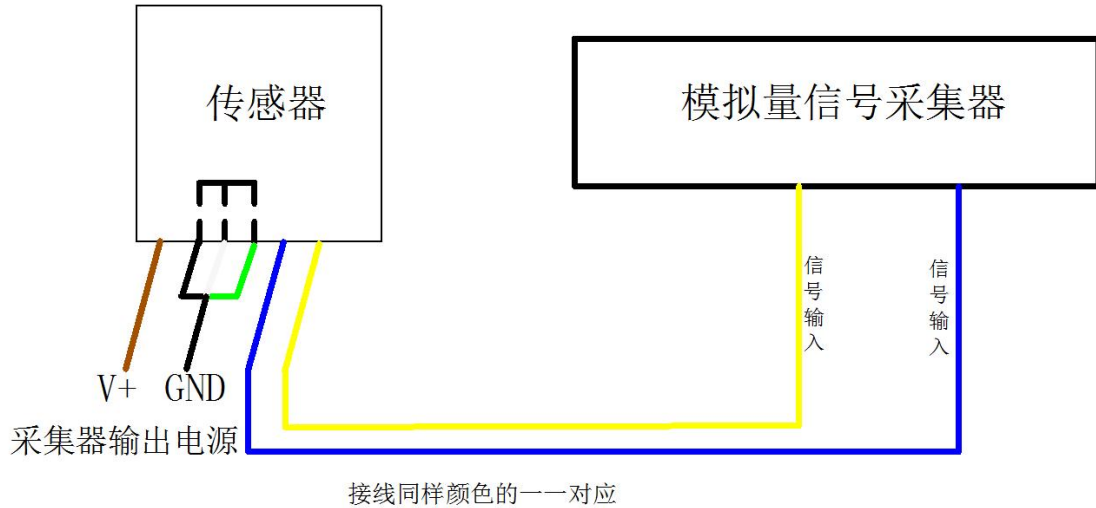 传感器
模拟量信号采集器
信号输入
信号输入
V+ GND
采集器输出电源
接线同样颜色的一一对应